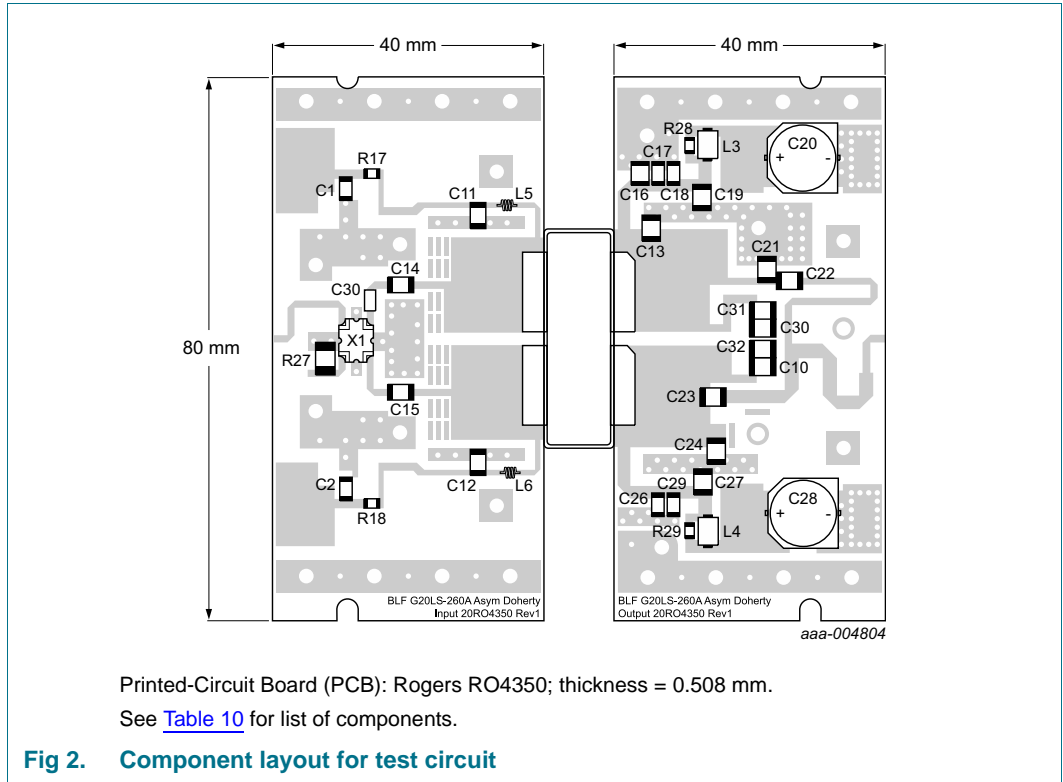 40 mm
40 mm
80 mm
R17
C1
C11
L5
C14
C30
X1
R27
C15
C2
R18
C12
L6
BLF G20LS-260A Asym Doherty
Input 20RO4350 Rev1
R28
C17
L3
C20
+ -
C16
C18
C19
C13
C21
C22
C31
C30
C32
C10
C23
C24
C26
C29
C27
C28
+ -
R29
L4
BLF G20LS-260A Asym Doherty
Output 20RO4350 Rev1
aaa-004804
Printed-Circuit Board (PCB): Rogers RO4350; thickness = 0.508 mm.
See Table 10 for list of components.
Fig 2. Component layout for test circuit